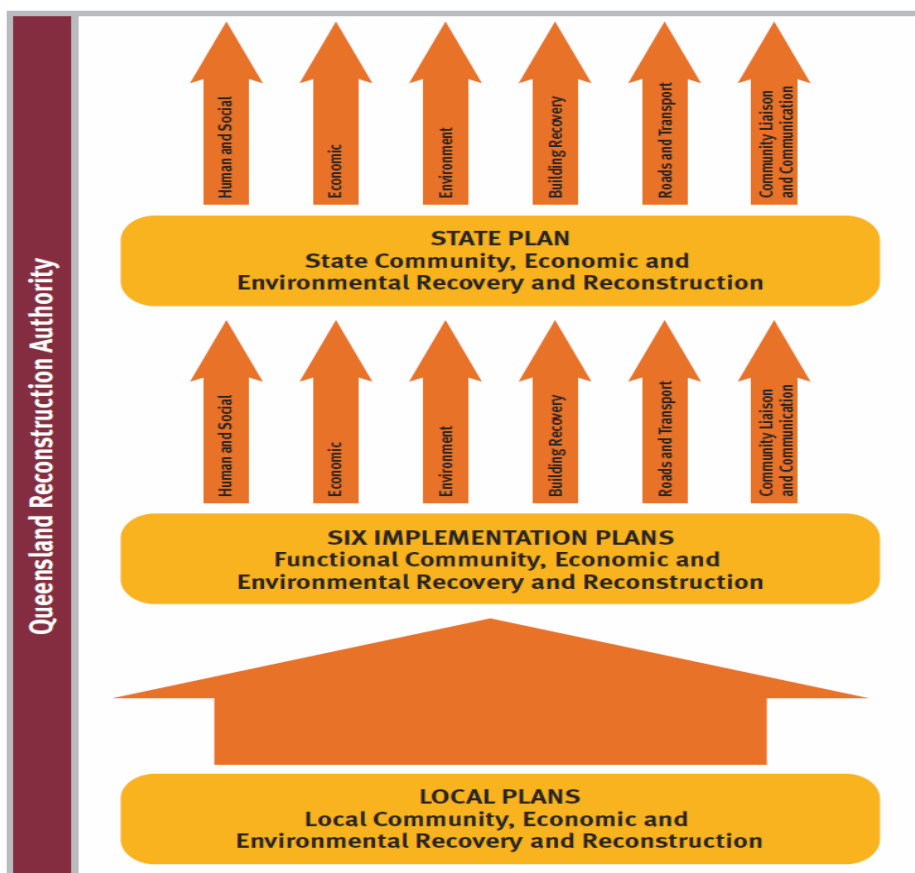 Queensland Reconstruction Authority
Human and Social
Economic
Environment
Building Recovery
Roads and Transport
Community Liaison
and Communication
STATE PLAN
State Community, Economic and
Environmental Recovery and Reconstruction
Human and Social
Economic
Environment
Building Recovery
Roads and Transport
Community Liaison
and Communication
SIX IMPLEMENTATION PLANS
Functional Community, Economic and
Environmental Recovery and Reconstruction
LOCAL PLANS
Local Community, Economic and
Environmental Recovery and Reconstruction